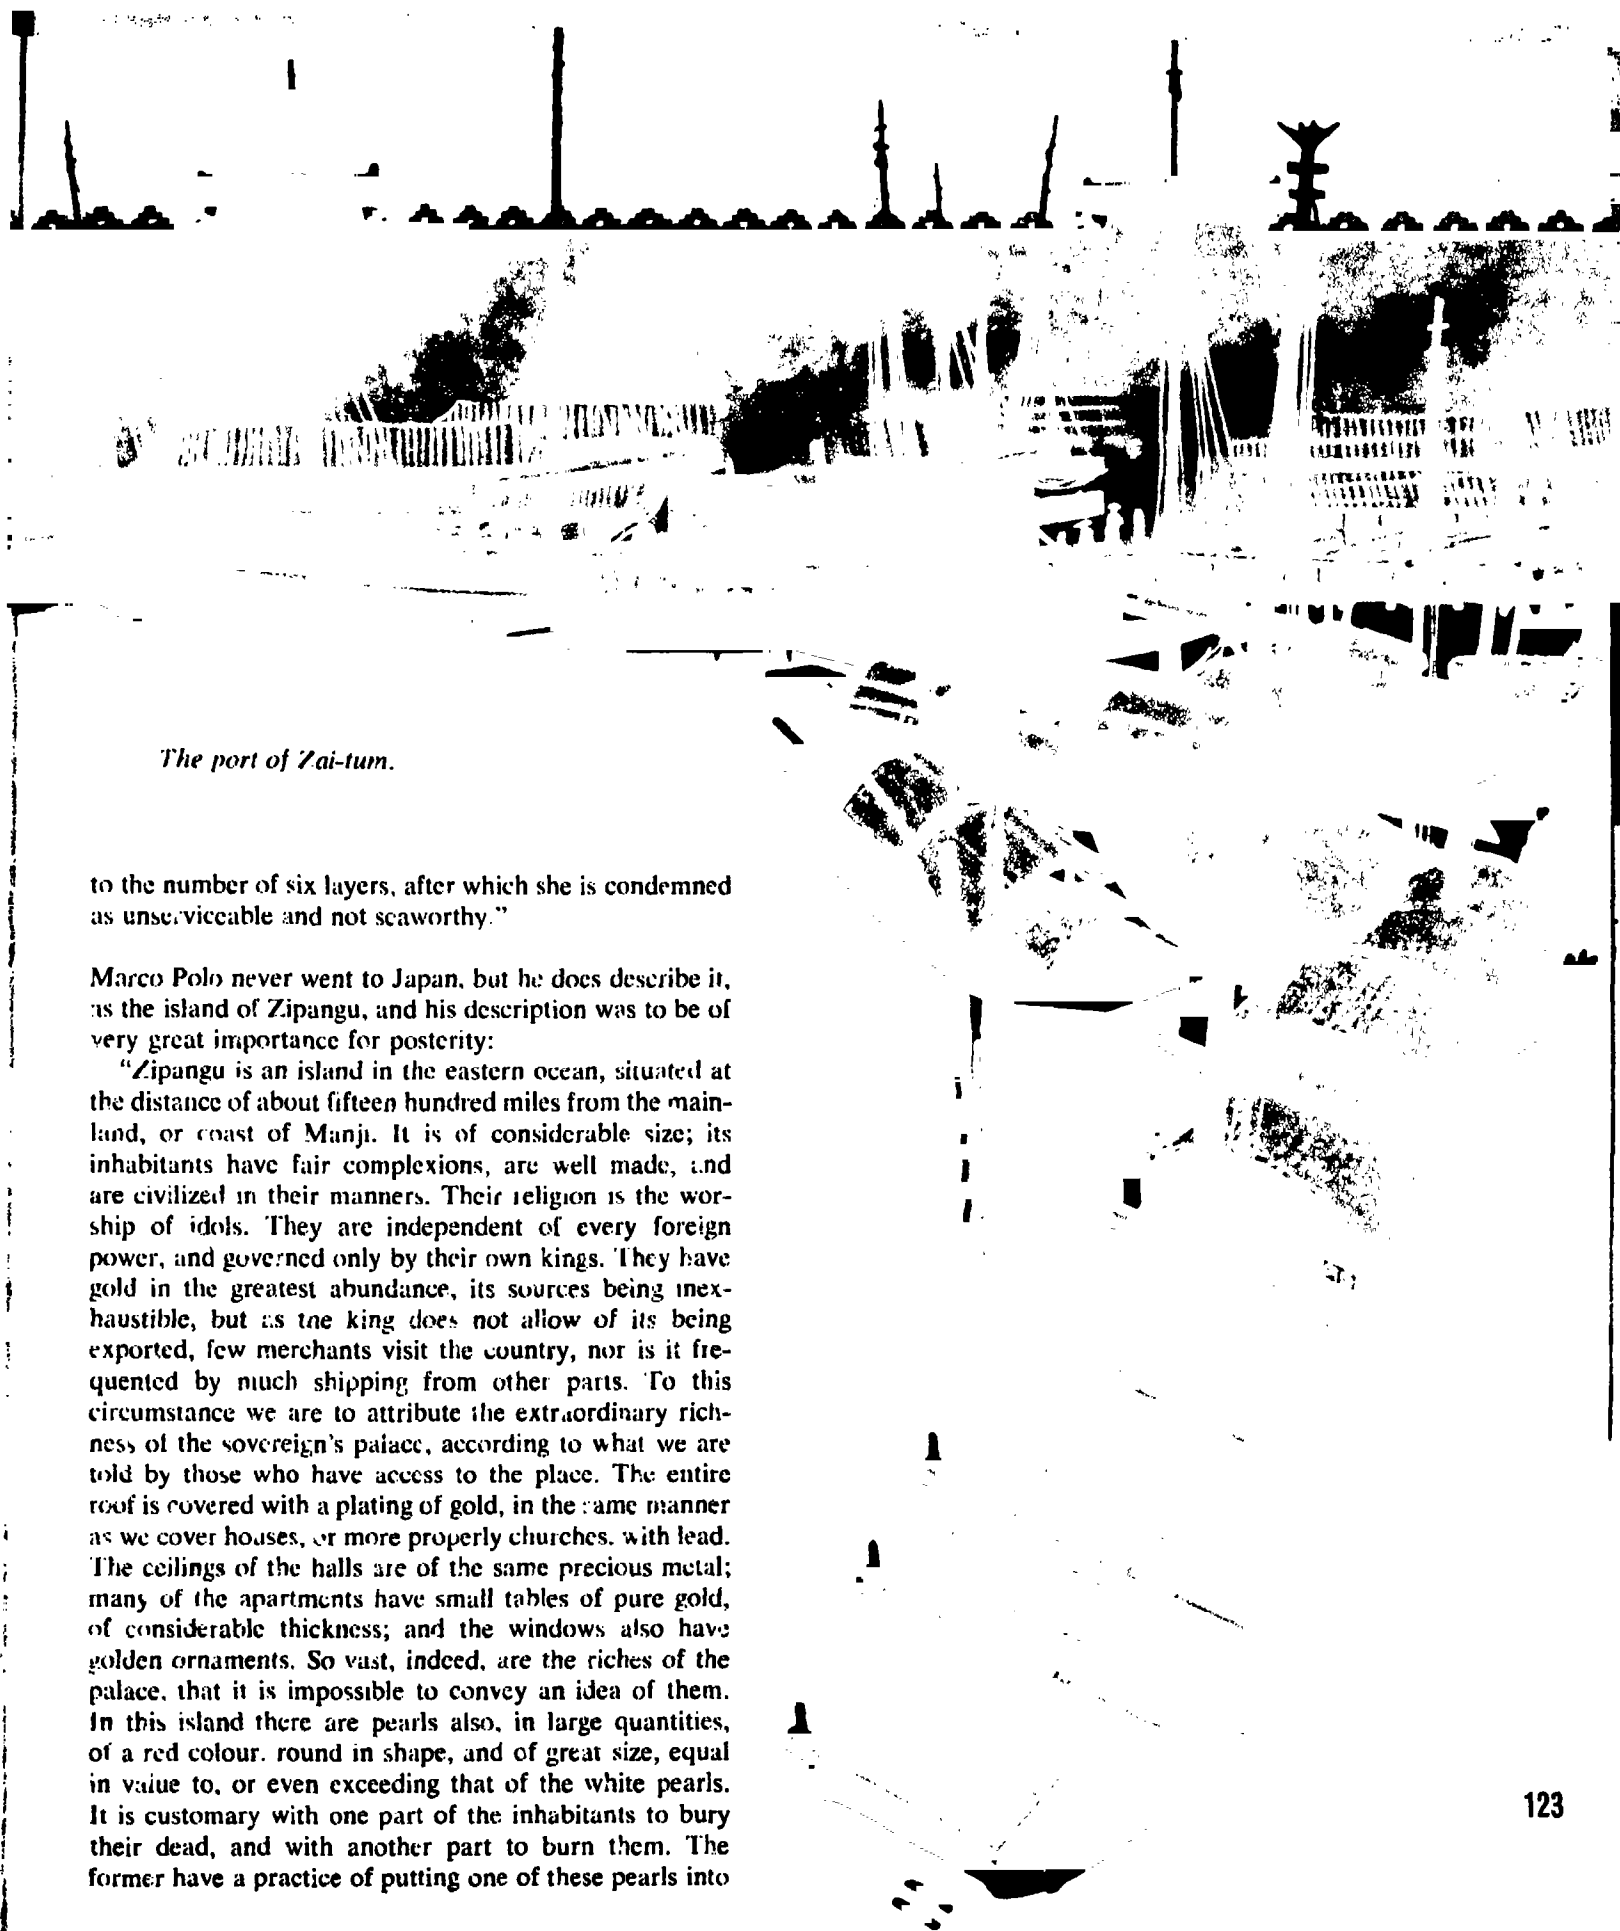 The port of Zai-tum.
to the number of six layers, after which she is condemned
as unserviceable and not seaworthy."
Marco Polo never went to Japan, but he does describe it,
as the island of Zipangu, and his description was to be of
very great importance for posterity:
"Zipangu is an island in the eastern ocean, situated at
the distance of about fifteen hundred miles from the main-
land, or coast of Manji. It is of considerable size; its
inhabitants have fair complexions, are well made, and
are civilized in their manners. Their religion is the wor-
ship of idols. They are independent of every foreign
power, and governed only by their own kings. They have
gold in the greatest abundance, its sources being inex-
haustible, but as the king does not allow of its being
exported, few merchants visit the country, nor is it fre-
quented by much shipping from other parts. To this
circumstance we are to attribute the extraordinary rich-
ness of the sovereign's palace, according to what we are
told by those who have access to the place. The entire
roof is covered with a plating of gold, in the same manner
as we cover houses, or more properly churches, with lead.
The ceilings of the halls are of the same precious metal;
many of the apartments have small tables of pure gold,
of considerable thickness; and the windows also have
golden ornaments. So vast, indeed, are the riches of the
palace, that it is impossible to convey an idea of them.
In this island there are pearls also, in large quantities,
of a red colour, round in shape, and of great size, equal
in value to, or even exceeding that of the white pearls.
It is customary with one part of the inhabitants to bury
their dead, and with another part to burn them. The
former have a practice of putting one of these pearls into
123